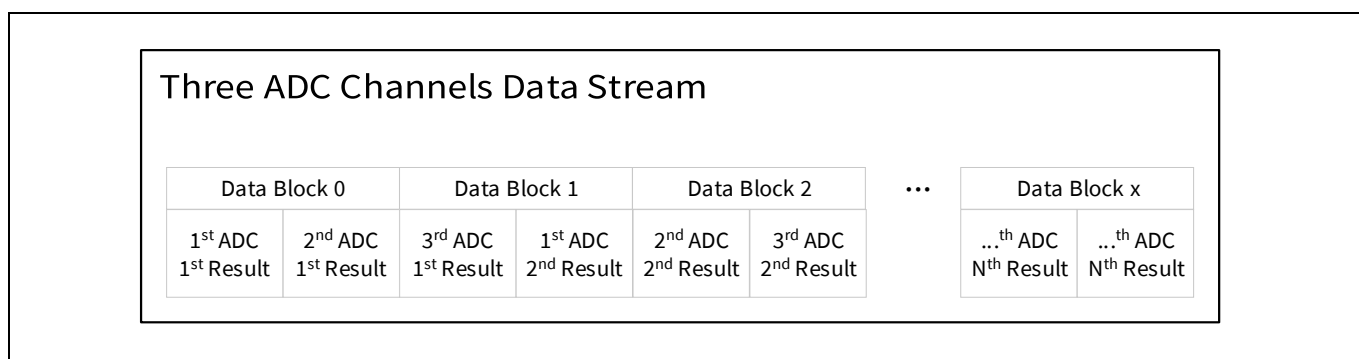 Three ADC Channels Data Stream
Data Block 0 Data Block 1 Data Block 2 ... Data Block x
1st ADC 2nd ADC 3rd ADC 1st ADC 2nd ADC 3rd ADC ...th ADC ...th ADC
1st Result 1st Result 1st Result 2nd Result 2nd Result 2nd Result Nth Result Nth Result